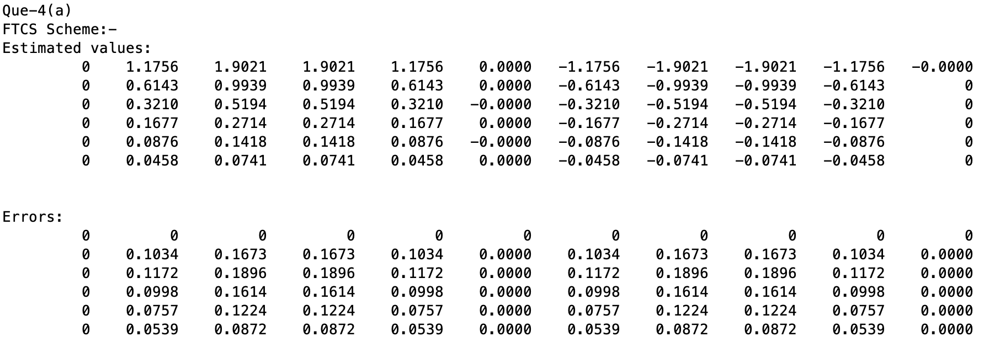 Que-4(a)
FTCS Scheme:-
Estimated values:
0 1.1756 1.9021 1.9021 1.1756 0.0000 -1.1756 -1.9021 -1.9021 -1.1756 -0.0000
0 0.6143 0.9939 0.9939 0.6143 0.0000 -0.6143 -0.9939 -0.9939 -0.6143 0
0 0.3210 0.5194 0.5194 0.3210 -0.0000 -0.3210 -0.5194 -0.5194 -0.3210 0
0 0.1677 0.2714 0.2714 0.1677 0.0000 -0.1677 -0.2714 -0.2714 -0.1677 0
0 0.0876 0.1418 0.1418 0.0876 -0.0000 -0.0876 -0.1418 -0.1418 -0.0876 0
0 0.0458 0.0741 0.0741 0.0458 0.0000 -0.0458 -0.0741 -0.0741 -0.0458 0
Errors:
0 0 0 0 0 0 0 0 0 0 0
0 0.1034 0.1673 0.1673 0.1034 0.0000 0.1034 0.1673 0.1673 0.1034 0.0000
0 0.1172 0.1896 0.1896 0.1172 0.0000 0.1172 0.1896 0.1896 0.1172 0.0000
0 0.0998 0.1614 0.1614 0.0998 0.0000 0.0998 0.1614 0.1614 0.0998 0.0000
0 0.0757 0.1224 0.1224 0.0757 0.0000 0.0757 0.1224 0.1224 0.0757 0.0000
0 0.0539 0.0872 0.0872 0.0539 0.0000 0.0539 0.0872 0.0872 0.0539 0.0000